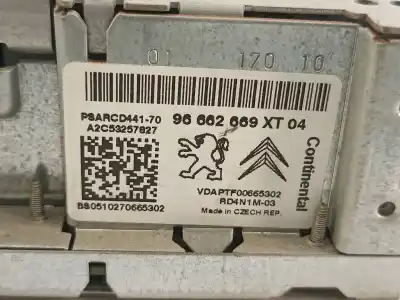 01 170 10
PSARCD441-70
A2C53257827
96 662 669 XT 04
Continental
VDAPTF00665302
RD4N1M-03
Made in CZECH REP.
BS0510270665302